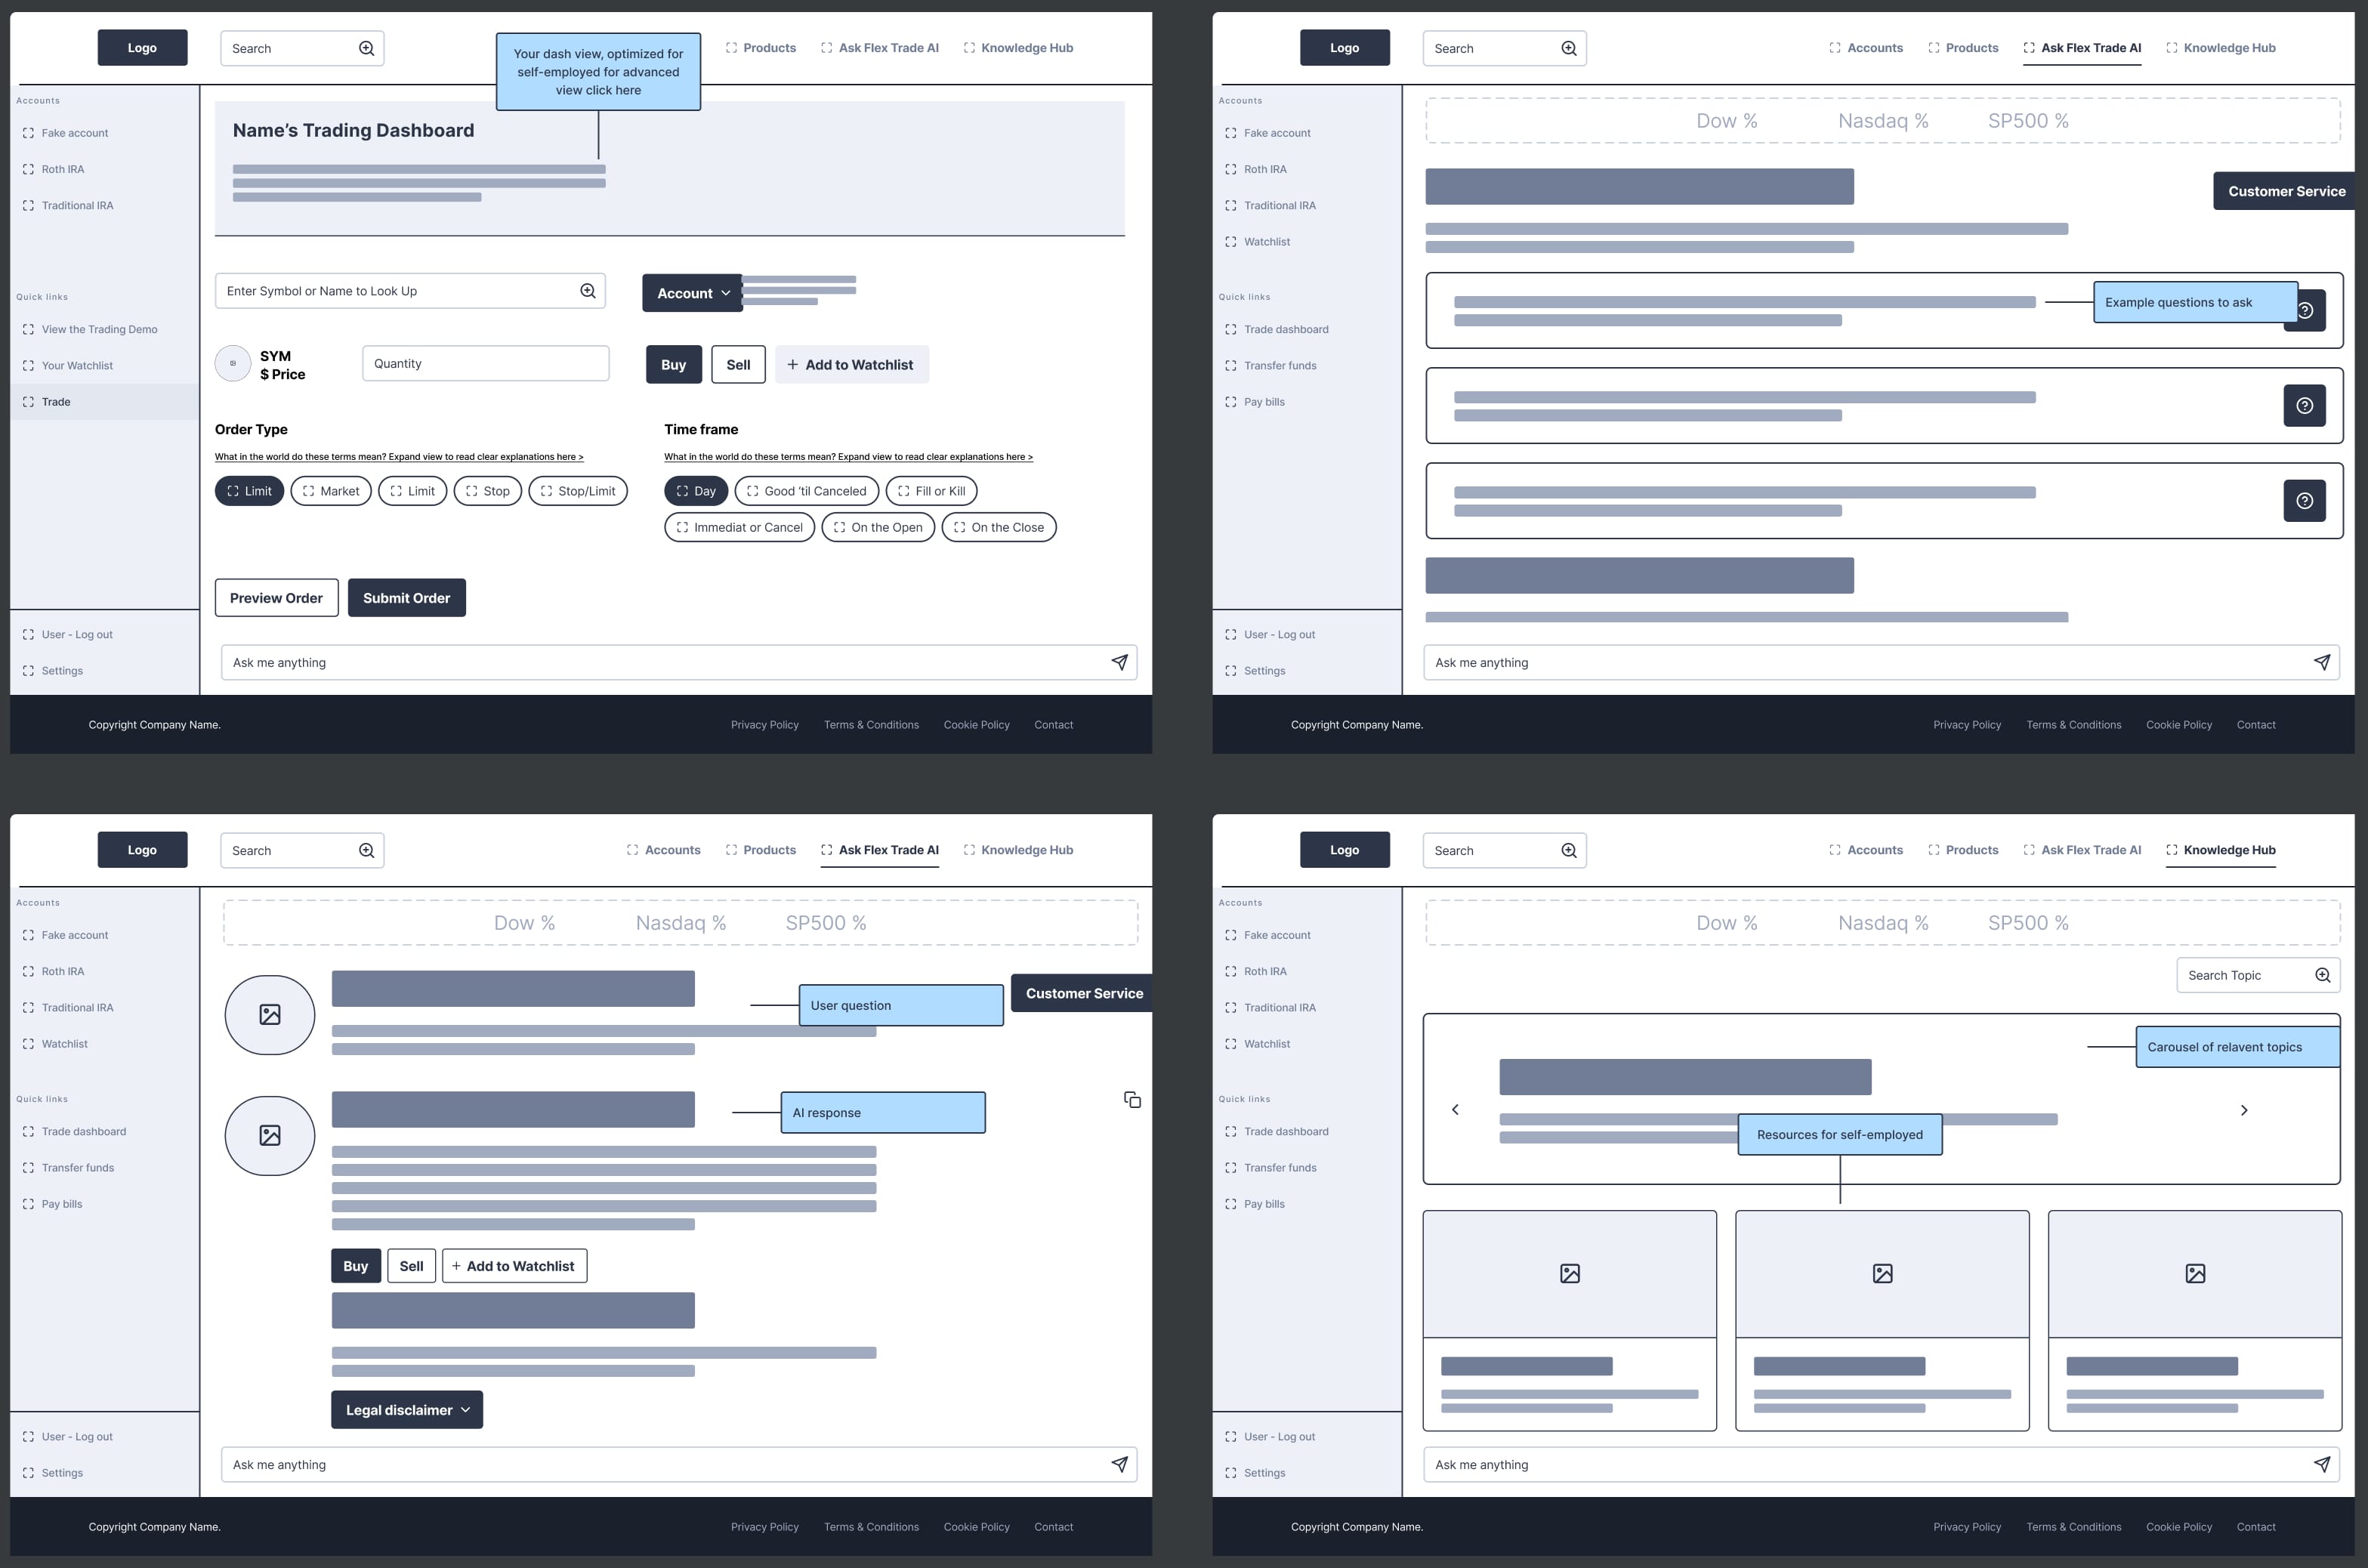 Logo
Search
Your dash view, optimized for
self-employed for advanced
view click here
Products
Ask Flex Trade AI
Knowledge Hub
Accounts
Fake account
Roth IRA
Traditional IRA
Quick links
View the Trading Demo
Your Watchlist
Trade
User - Log out
Settings
Name’s Trading Dashboard
Enter Symbol or Name to Look Up
Account
SYM
$ Price
Quantity
Buy
Sell
Add to Watchlist
Order Type
What in the world do these terms mean? Expand view to read clear explanations here >
Limit
Market
Limit
Stop
Stop/Limit
Time frame
What in the world do these terms mean? Expand view to read clear explanations here >
Day
Good ‘til Canceled
Fill or Kill
Immediat or Cancel
On the Open
On the Close
Preview Order
Submit Order
Ask me anything
Copyright Company Name.
Privacy Policy
Terms & Conditions
Cookie Policy
Contact
Logo
Search
Accounts
Products
Ask Flex Trade AI
Knowledge Hub
Accounts
Fake account
Roth IRA
Traditional IRA
Watchlist
Quick links
Trade dashboard
Transfer funds
Pay bills
User - Log out
Settings
Dow %
Nasdaq %
SP500 %
Customer Service
Example questions to ask
Ask me anything
Copyright Company Name.
Privacy Policy
Terms & Conditions
Cookie Policy
Contact
Logo
Search
Accounts
Products
Ask Flex Trade AI
Knowledge Hub
Accounts
Fake account
Roth IRA
Traditional IRA
Watchlist
Quick links
Trade dashboard
Transfer funds
Pay bills
User - Log out
Settings
Dow %
Nasdaq %
SP500 %
User question
Customer Service
AI response
Buy
Sell
Add to Watchlist
Legal disclaimer
Ask me anything
Copyright Company Name.
Privacy Policy
Terms & Conditions
Cookie Policy
Contact
Logo
Search
Accounts
Products
Ask Flex Trade AI
Knowledge Hub
Accounts
Fake account
Roth IRA
Traditional IRA
Watchlist
Quick links
Trade dashboard
Transfer funds
Pay bills
User - Log out
Settings
Dow %
Nasdaq %
SP500 %
Search Topic
Carousel of relavent topics
Resources for self-employed
Ask me anything
Copyright Company Name.
Privacy Policy
Terms & Conditions
Cookie Policy
Contact